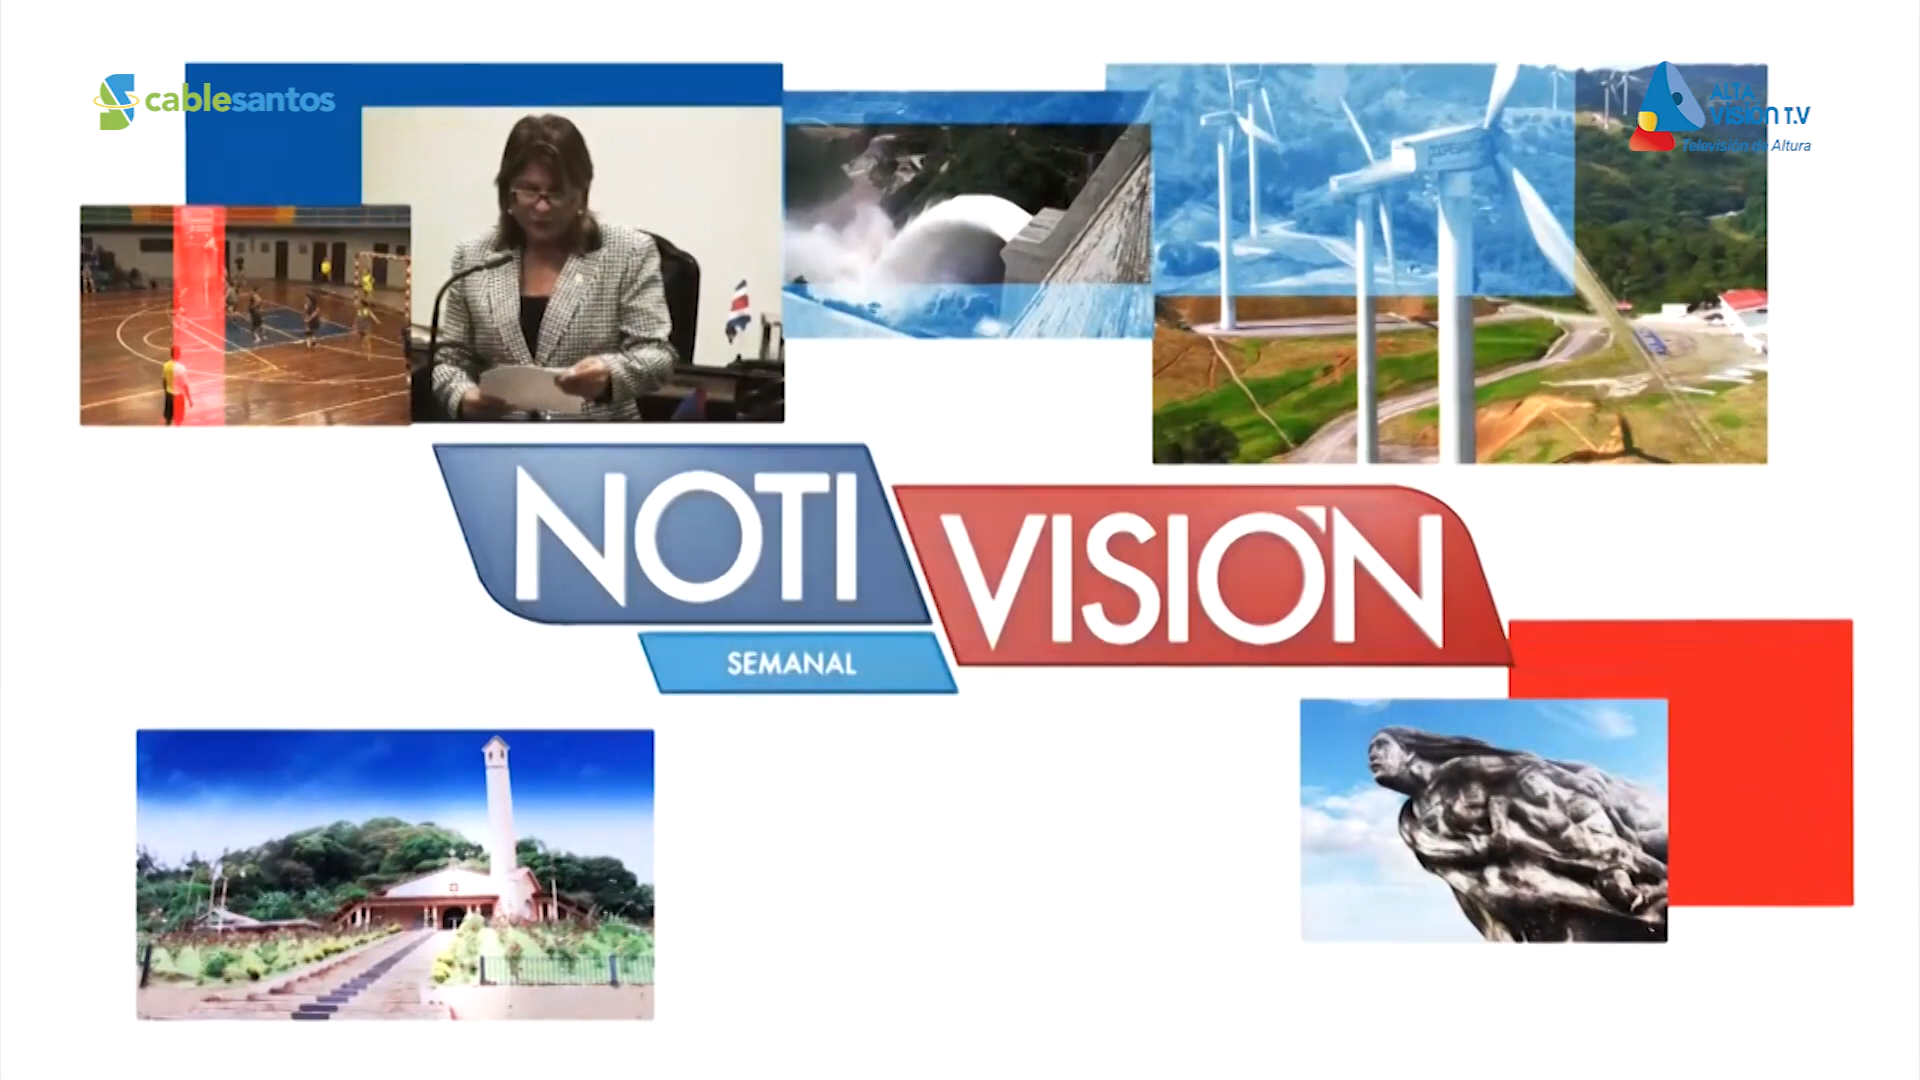 cablesantos
ALTA
VISION T.V
Televisión de Altura
NOTI
VISIÓN
SEMANAL